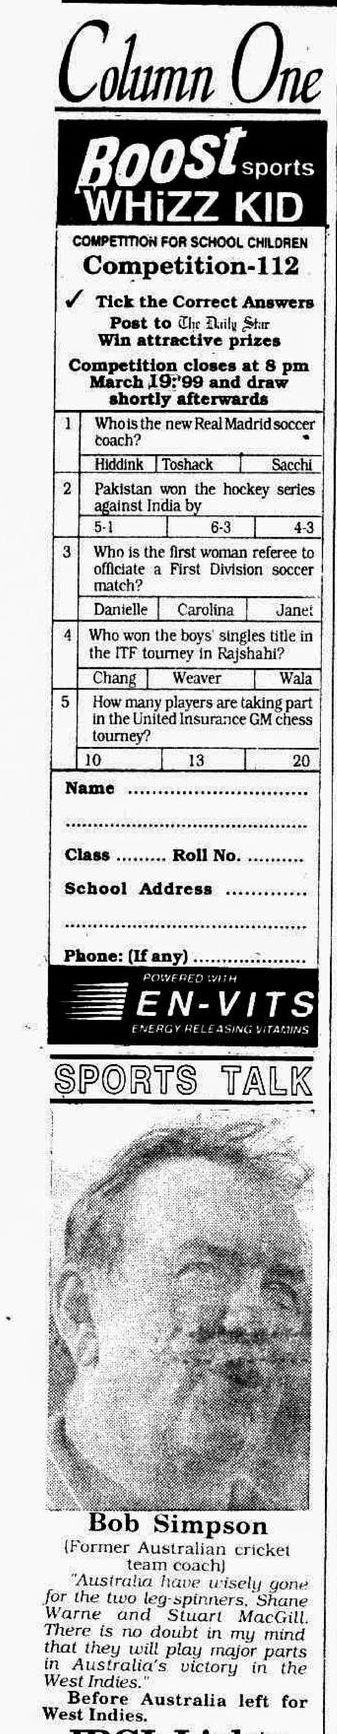 Column One
Boost sports
WHiZZ KID
COMPETITION FOR SCHOOL CHILDREN
Competition-112
✓ Tick the Correct Answers
Post to The Daily Star
Win attractive prizes
Competition closes at 8 pm
March 19, '99 and draw
shortly afterwards
1 Who is the new Real Madrid soccer
coach?
Hiddink Toshack Sacchi
2 Pakistan won the hockey series
against India by
5-1 6-3 4-3
3 Who is the first woman referee to
officiate a First Division soccer
match?
Danielle Carolina Janet
4 Who won the boys' singles title in
the ITF tourney in Rajshahi?
Chang Weaver Wala
5 How many players are taking part
in the United Insurance GM chess
tourney?
10 13 20
Name ..............................
........................................
Class ......... Roll No. ..........
School Address .............
........................................
Phone: (If any) ...................
POWERED WITH
EN-VITS
ENERGY RELEASING VITAMINS
SPORTS TALK
Bob Simpson
(Former Australian cricket
team coach)
"Australia have wisely gone
for the two leg-spinners, Shane
Warne and Stuart MacGill.
There is no doubt in my mind
that they will play major parts
in Australia's victory in the
West Indies."
Before Australia left for
West Indies.